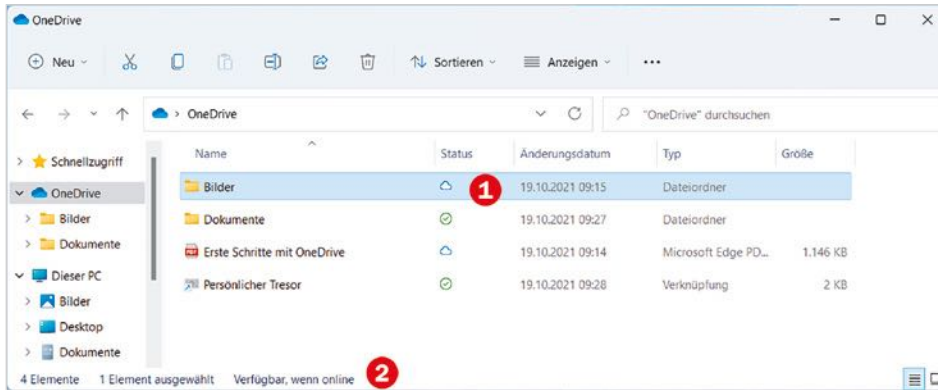 OneDrive
Neu
Sortieren
Anzeigen
OneDrive
"OneDrive" durchsuchen
Schnellzugriff
OneDrive
Bilder
Dokumente
Dieser PC
Bilder
Desktop
Dokumente
Name Status Änderungsdatum Typ Größe
Bilder 1 19.10.2021 09:15 Dateiordner
Dokumente 19.10.2021 09:27 Dateiordner
Erste Schritte mit OneDrive 19.10.2021 09:14 Microsoft Edge PD... 1.146 KB
Persönlicher Tresor 19.10.2021 09:28 Verknüpfung 2 KB
4 Elemente 1 Element ausgewählt Verfügbar, wenn online 2